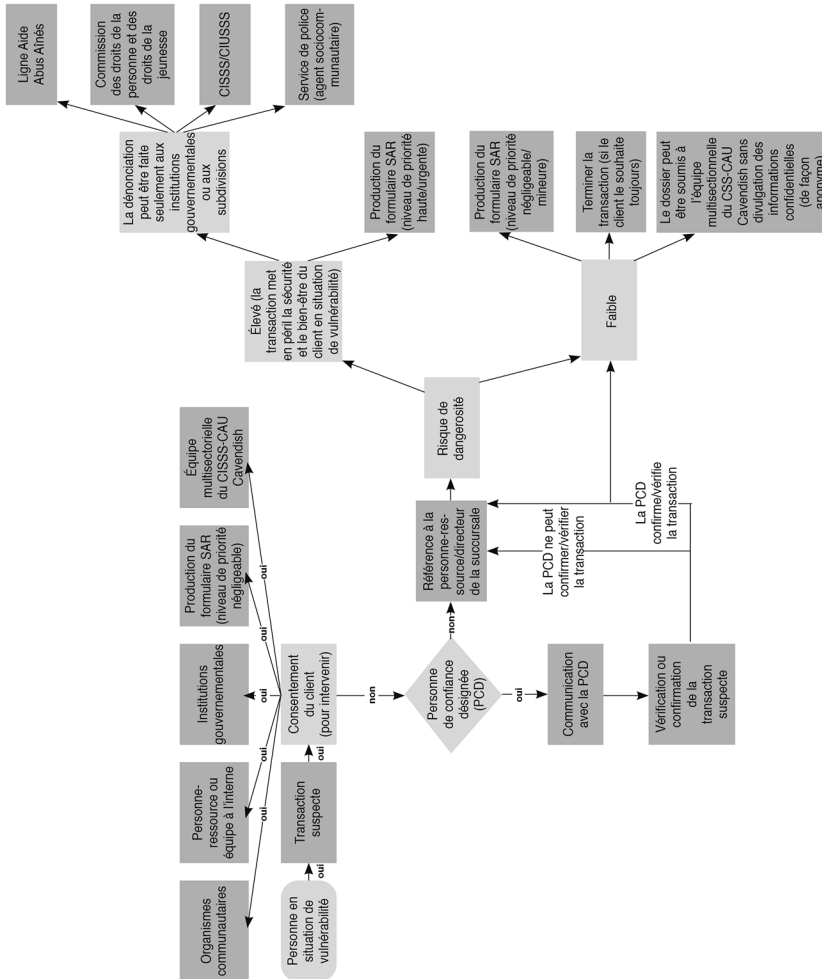 Personne en
situation de
vulnérabilité
oui
Transaction
suspecte
oui
Consentement
du client
(pour intervenir)
oui
Organismes
communautaires
oui
Personne-
ressource ou
équipe à l'interne
oui
Institutions
gouvernementales
oui
Production du
formulaire SAR
(niveau de priorité
négligeable)
oui
Équipe
multisectorielle
du CISSS-CAU
Cavendish
non
Personne
de confiance
désignée
(PCD)
oui
Communication
avec la PCD
Vérification ou
confirmation
de la
transaction
suspecte
non
Référence à la
personne-res-
source/directeur
de la succursale
La PCD ne peut
confirmer/vérifier
la transaction
La PCD
confirme/vérifie
la transaction
Risque de
dangerosité
Élevé (la
transaction met
en péril la sécurité
et le bien-être du
client en situation
de vulnérabilité)
Faible
La dénonciation
peut être faite
seulement aux
institutions
gouvernementales
ou aux
subdivisions
Production du
formulaire SAR
(niveau de priorité
haute/urgente)
Ligne Aide
Abus Aînés
Commission
des droits de la
personne et des
droits de la
jeunesse
CISSS/CIUSSS
Service de police
(agent sociocom-
munautaire)
Production du
formulaire SAR
(niveau de priorité
négligeable/
mineure)
Terminer la
transaction (si le
client le souhaite
toujours)
Le dossier peut
être soumis à
l'équipe
multisectionnelle
du CSS-CAU
Cavendish sans
divulgation des
informations
confidentielles
(de façon
anonyme)